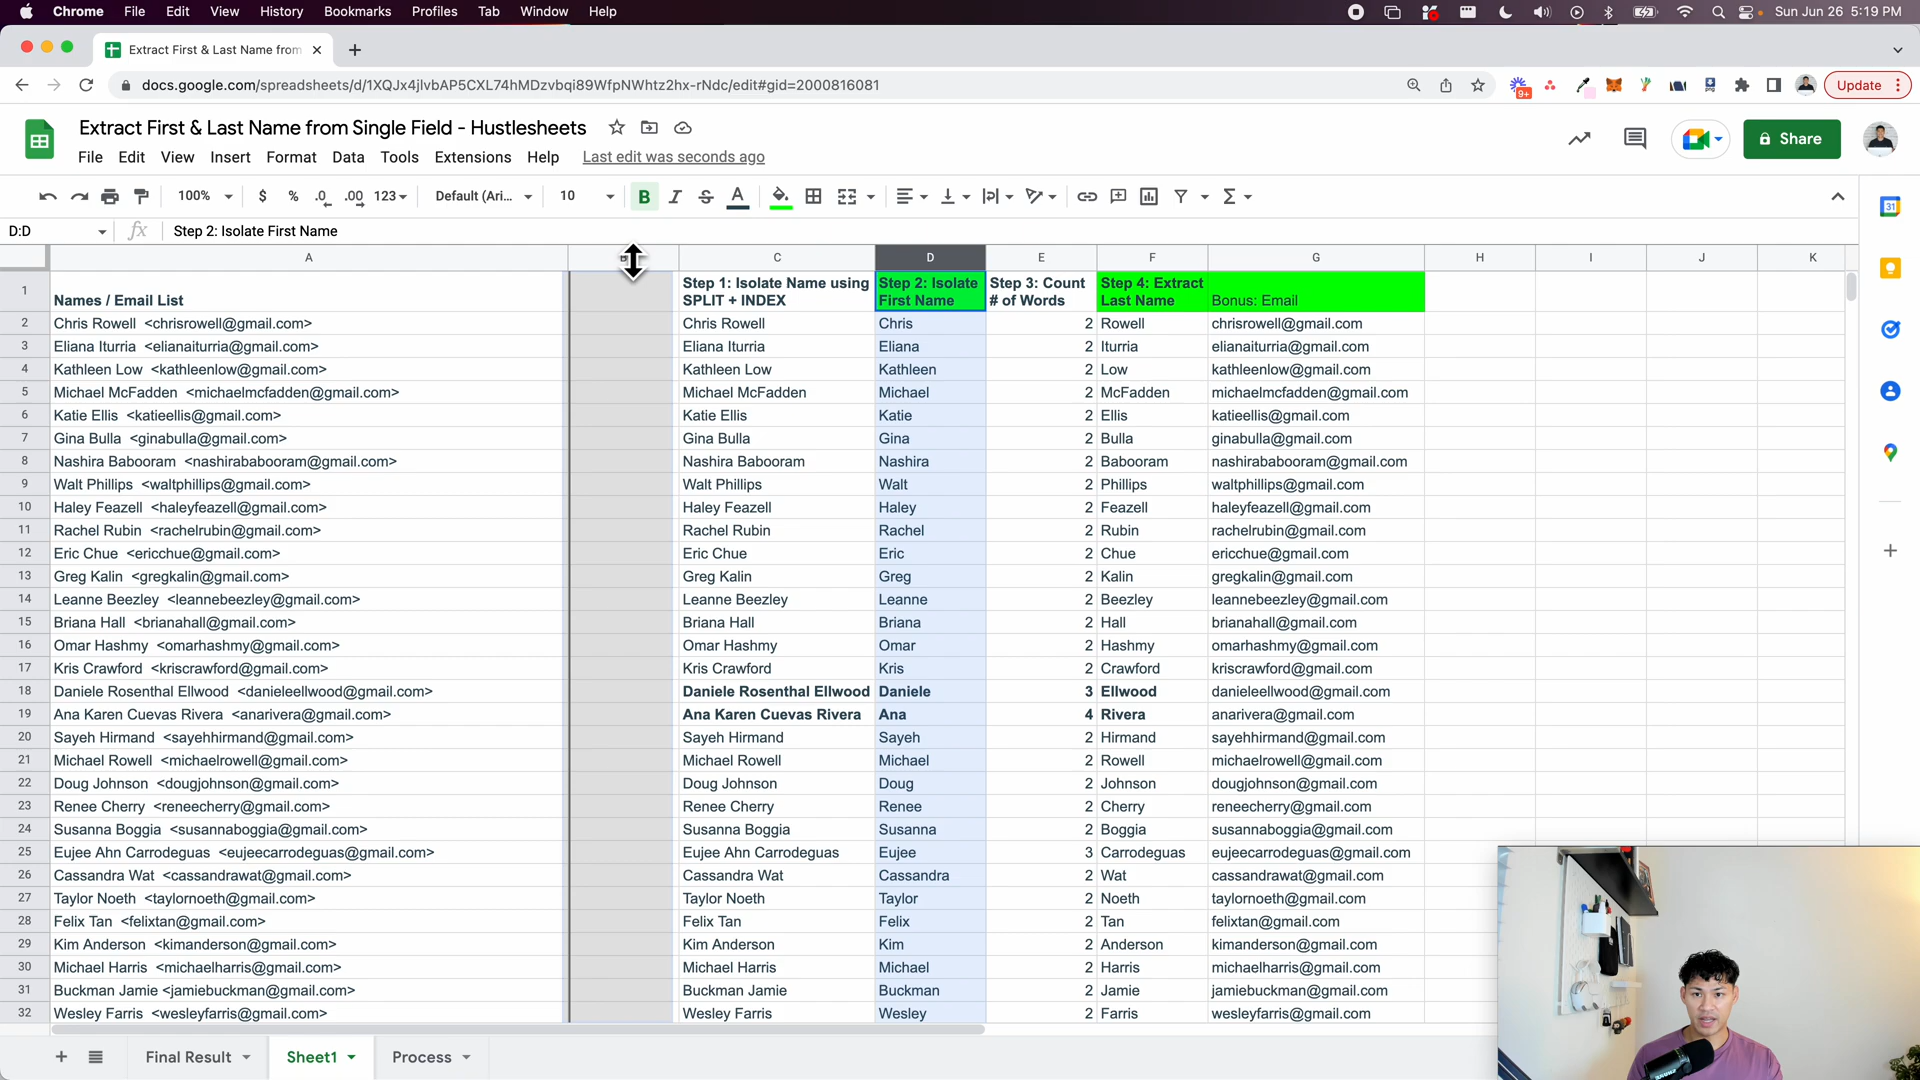 Chrome File Edit View History Bookmarks Profiles Tab Window Help Sun Jun 26 5:19 PM
Extract First & Last Name from
docs.google.com/spreadsheets/d/1XQJx4jlvbAP5CXL74hMDzvbqi89WfpNWhtz2hx-rNdc/edit#gid=2000816081 9+ Update
Extract First & Last Name from Single Field - Hustlesheets
Share
File Edit View Insert Format Data Tools Extensions Help Last edit was seconds ago
100% $ % .0 .00 123 Default (Ari... 10 B I S A Σ
D:D fx Step 2: Isolate First Name
A C D E F G H I J K
1 Names / Email List Step 1: Isolate Name using SPLIT + INDEX Step 2: Isolate First Name Step 3: Count # of Words Step 4: Extract Last Name Bonus: Email
2 Chris Rowell <chrisrowell@gmail.com> Chris Rowell Chris 2 Rowell chrisrowell@gmail.com
3 Eliana Iturria <elianaiturria@gmail.com> Eliana Iturria Eliana 2 Iturria elianaiturria@gmail.com
4 Kathleen Low <kathleenlow@gmail.com> Kathleen Low Kathleen 2 Low kathleenlow@gmail.com
5 Michael McFadden <michaelmcfadden@gmail.com> Michael McFadden Michael 2 McFadden michaelmcfadden@gmail.com
6 Katie Ellis <katieellis@gmail.com> Katie Ellis Katie 2 Ellis katieellis@gmail.com
7 Gina Bulla <ginabulla@gmail.com> Gina Bulla Gina 2 Bulla ginabulla@gmail.com
8 Nashira Babooram <nashirababooram@gmail.com> Nashira Babooram Nashira 2 Babooram nashirababooram@gmail.com
9 Walt Phillips <waltphillips@gmail.com> Walt Phillips Walt 2 Phillips waltphillips@gmail.com
10 Haley Feazell <haleyfeazell@gmail.com> Haley Feazell Haley 2 Feazell haleyfeazell@gmail.com
11 Rachel Rubin <rachelrubin@gmail.com> Rachel Rubin Rachel 2 Rubin rachelrubin@gmail.com
12 Eric Chue <ericchue@gmail.com> Eric Chue Eric 2 Chue ericchue@gmail.com
13 Greg Kalin <gregkalin@gmail.com> Greg Kalin Greg 2 Kalin gregkalin@gmail.com
14 Leanne Beezley <leannebeezley@gmail.com> Leanne Beezley Leanne 2 Beezley leannebeezley@gmail.com
15 Briana Hall <brianahall@gmail.com> Briana Hall Briana 2 Hall brianahall@gmail.com
16 Omar Hashmy <omarhashmy@gmail.com> Omar Hashmy Omar 2 Hashmy omarhashmy@gmail.com
17 Kris Crawford <kriscrawford@gmail.com> Kris Crawford Kris 2 Crawford kriscrawford@gmail.com
18 Daniele Rosenthal Ellwood <danieleellwood@gmail.com> Daniele Rosenthal Ellwood Daniele 3 Ellwood danieleellwood@gmail.com
19 Ana Karen Cuevas Rivera <anarivera@gmail.com> Ana Karen Cuevas Rivera Ana 4 Rivera anarivera@gmail.com
20 Sayeh Hirmand <sayehhirmand@gmail.com> Sayeh Hirmand Sayeh 2 Hirmand sayehhirmand@gmail.com
21 Michael Rowell <michaelrowell@gmail.com> Michael Rowell Michael 2 Rowell michaelrowell@gmail.com
22 Doug Johnson <dougjohnson@gmail.com> Doug Johnson Doug 2 Johnson dougjohnson@gmail.com
23 Renee Cherry <reneecherry@gmail.com> Renee Cherry Renee 2 Cherry reneecherry@gmail.com
24 Susanna Boggia <susannaboggia@gmail.com> Susanna Boggia Susanna 2 Boggia susannaboggia@gmail.com
25 Eujee Ahn Carrodeguas <eujeecarrodeguas@gmail.com> Eujee Ahn Carrodeguas Eujee 3 Carrodeguas eujeecarrodeguas@gmail.com
26 Cassandra Wat <cassandrawat@gmail.com> Cassandra Wat Cassandra 2 Wat cassandrawat@gmail.com
27 Taylor Noeth <taylornoeth@gmail.com> Taylor Noeth Taylor 2 Noeth taylornoeth@gmail.com
28 Felix Tan <felixtan@gmail.com> Felix Tan Felix 2 Tan felixtan@gmail.com
29 Kim Anderson <kimanderson@gmail.com> Kim Anderson Kim 2 Anderson kimanderson@gmail.com
30 Michael Harris <michaelharris@gmail.com> Michael Harris Michael 2 Harris michaelharris@gmail.com
31 Buckman Jamie <jamiebuckman@gmail.com> Buckman Jamie Buckman 2 Jamie jamiebuckman@gmail.com
32 Wesley Farris <wesleyfarris@gmail.com> Wesley Farris Wesley 2 Farris wesleyfarris@gmail.com
Final Result Sheet1 Process